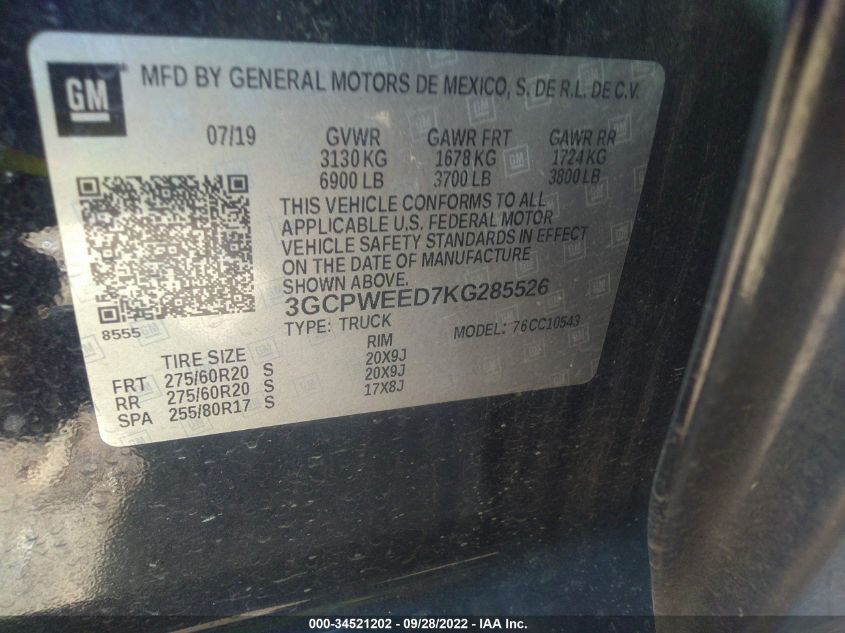 GM
MFD BY GENERAL MOTORS DE MEXICO, S. DE R.L. DE C.V.
07/19 GVWR GAWR FRT GAWR RR
3130 KG 1678 KG 1724 KG
6900 LB 3700 LB 3800 LB
THIS VEHICLE CONFORMS TO ALL
APPLICABLE U.S. FEDERAL MOTOR
VEHICLE SAFETY STANDARDS IN EFFECT
ON THE DATE OF MANUFACTURE
SHOWN ABOVE.
3GCPWEED7KG285526
8555
TYPE: TRUCK MODEL: 76CC10543
TIRE SIZE RIM
FRT 275/60R20 S 20X9J
RR 275/60R20 S 20X9J
SPA 255/80R17 S 17X8J
000-34521202 - 09/28/2022 - IAA Inc.